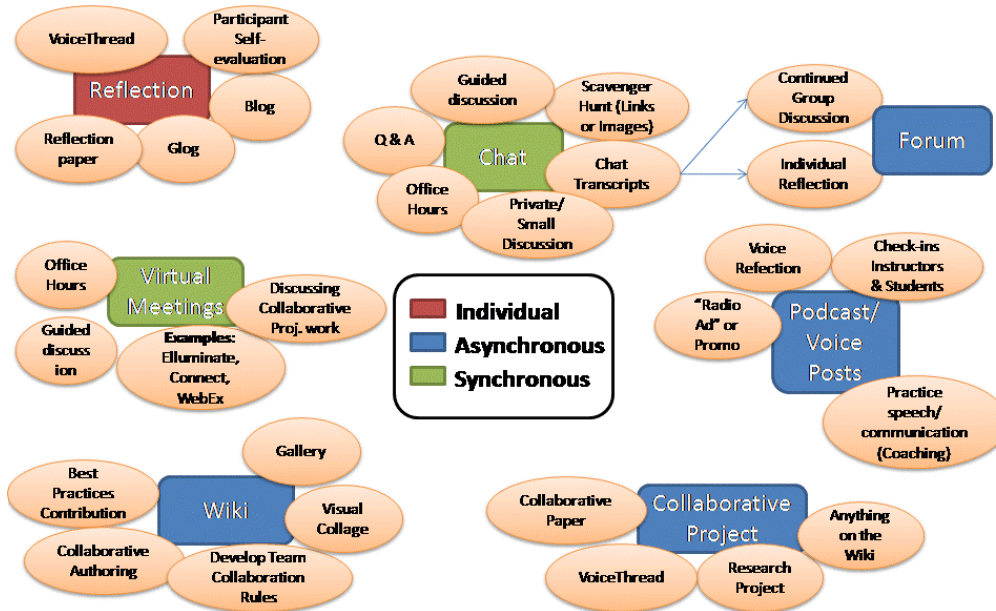 VoiceThread
Participant
Self-
evaluation
Reflection
Blog
Reflection
paper
Glog
Guided
discussion
Scavenger
Hunt (Links
or Images)
Q & A
Chat
Chat
Transcripts
Office
Hours
Private/
Small
Discussion
Continued
Group
Discussion
Forum
Individual
Reflection
Office
Hours
Viirtual
Meetings
Discussing
Collaborative
Proj. work
Guided
discuss
ion
Examples:
Elluminate,
Connect,
WebEx
Individual
Asynchronous
Synchronous
Voice
Refection
Check-ins
Instructors
& Students
"Radio
Ad" or
Promo
Podcast/
Voice
Posts
Practice
speech/
communication
(Coaching)
Gallery
Best
Practices
Contribution
Wiki
Visual
Collage
Collaborative
Authoring
Develop Team
Collaboration
Rules
Collaborative
Paper
Collaborative
Project
Anything
on the
Wiki
VoiceThread
Research
Project